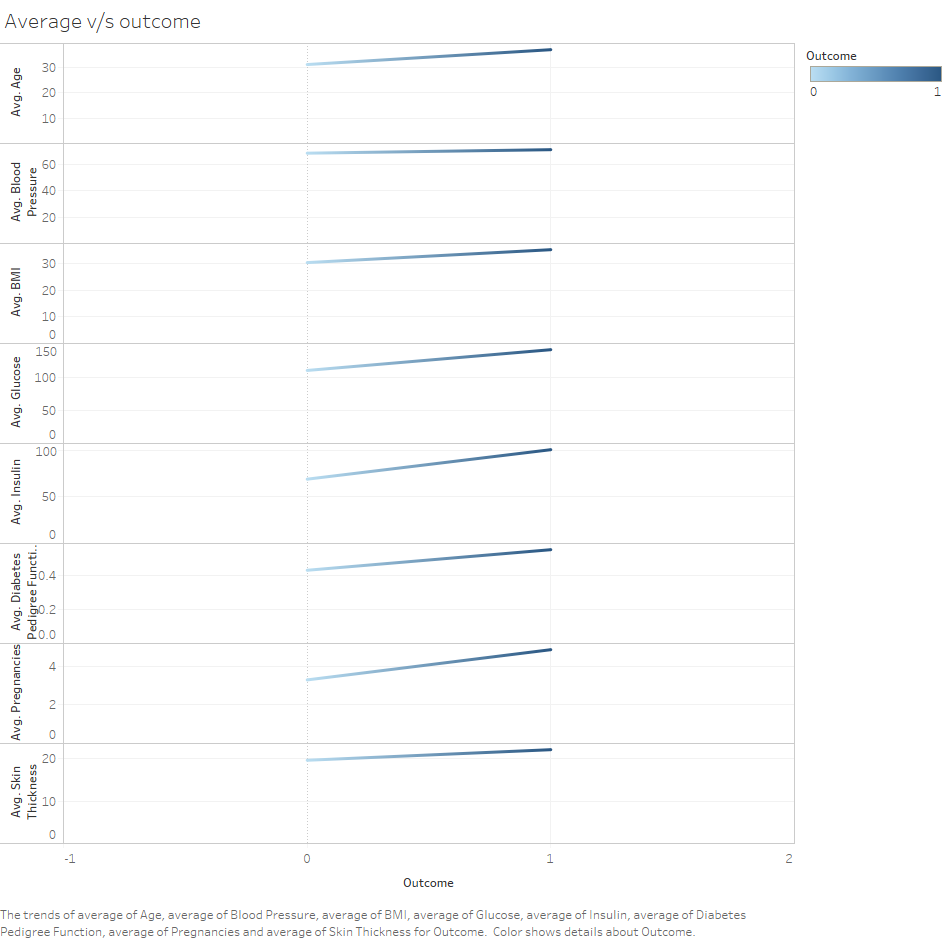 Average v/s outcome
Outcome
0 1
Avg. Age
30
20
10
Avg. Blood
Pressure
60
40
20
Avg. BMI
30
20
10
0
Avg. Glucose
150
100
50
0
Avg. Insulin
100
50
0
Avg. Diabetes
Pedigree Functi..
0.4
0.2
0.0
Avg. Pregnancies
4
2
0
Avg. Skin
Thickness
20
10
0
-1 0 1 2
Outcome
The trends of average of Age, average of Blood Pressure, average of BMI, average of Glucose, average of Insulin, average of Diabetes
Pedigree Function, average of Pregnancies and average of Skin Thickness for Outcome. Color shows details about Outcome.